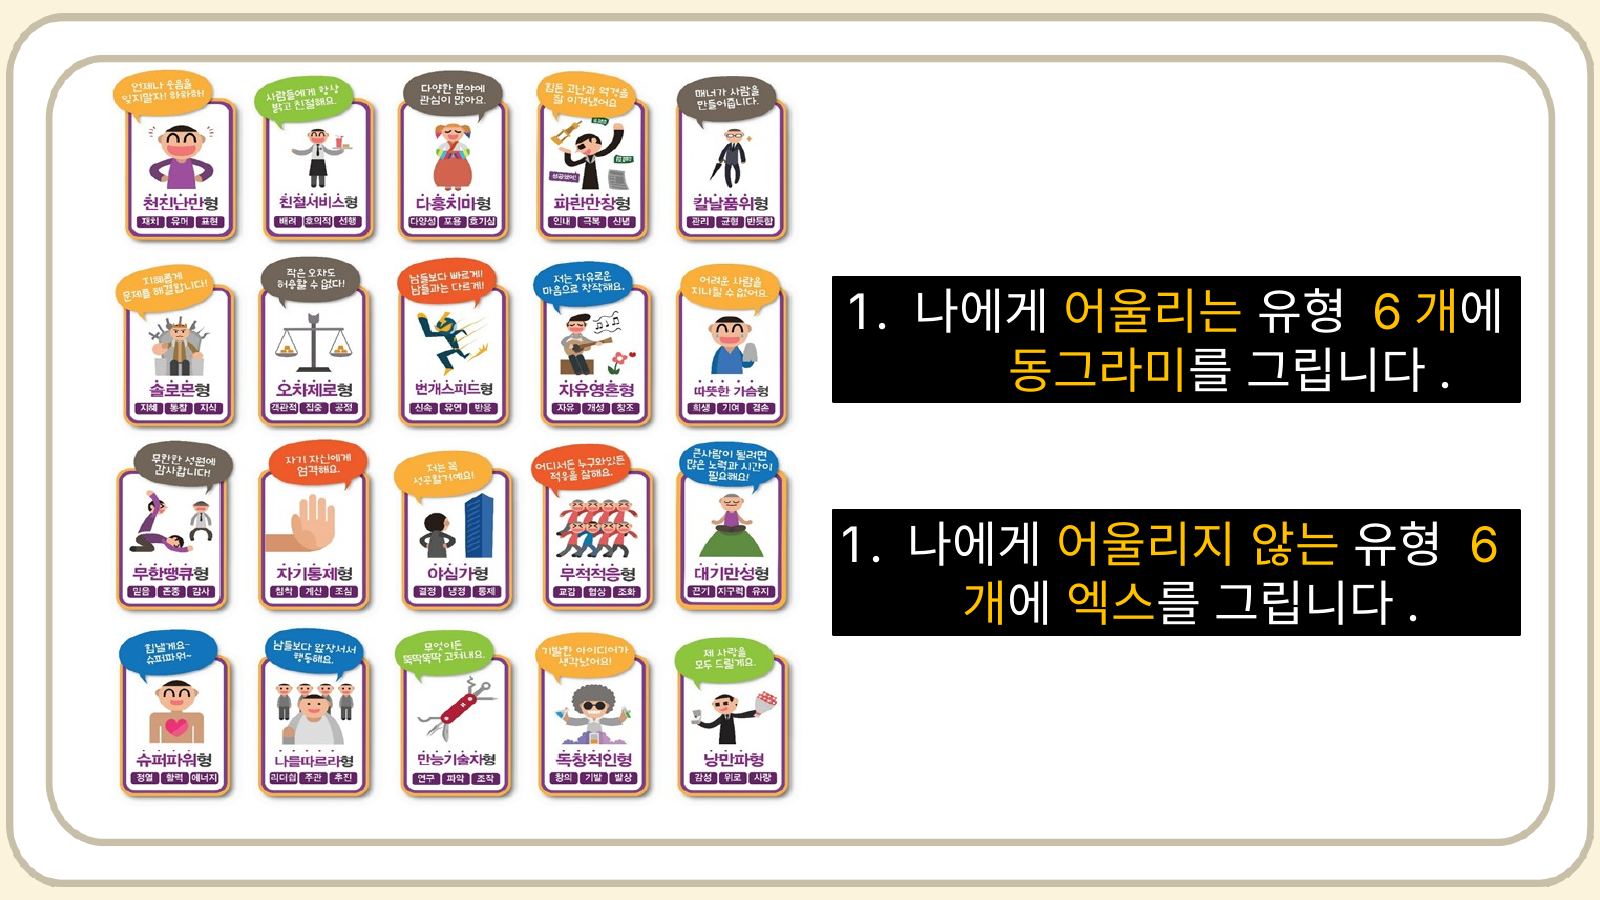 언제나 웃음을
잊지말자! 하하하!
천진난만형
재치 유머 표현
사람들에게 항상
밝고 친절해요.
친절서비스형
배려 호의적 선행
다양한 분야에
관심이 많아요.
다홍치마형
다양성 포용 호기심
힘든 고난과 역경을
잘 이겨냈어요
파란만장형
인내 극복 신념
매너가 사람을
만들어줍니다.
칼날품위형
관리 균형 반듯함
지혜롭게
문제를 해결합니다!
솔로몬형
지혜 통찰 지식
작은 오차도
허용할 수 없다!
오차제로형
객관적 집중 공정
남들보다 빠르게!
남들과는 다르게!
번개스피드형
신속 유연 반응
저는 자유로운
마음으로 창작해요.
자유영혼형
자유 개성 창조
어려운 사람을
지나칠 수 없어요.
따뜻한 가슴형
희생 기여 겸손
무한한 성원에
감사합니다!
무한땡큐형
믿음 존중 감사
자기 자신에게
엄격해요.
자기통제형
침착 계산 조심
저는 꼭
성공할거예요!
야심가형
결정 냉정 통제
어디서든 누구와있든
적응을 잘해요.
무적적응형
교감 협상 조화
큰사람이 될려면
많은 노력과 시간이
필요해요!
대기만성형
끈기 지구력 유지
힘낼게요~
슈퍼파워~
슈퍼파워형
정열 활력 에너지
남들보다 앞장서서
행동해요.
나를따르라형
리더십 주관 추진
무엇이든
뚝딱뚝딱 고쳐내요.
만능기술자형
연구 파악 조작
기발한 아이디어가
생각났어요!
독창적인형
창의 기발 발상
제 사랑을
모두 드릴게요.
낭만파형
감성 위로 사랑
1. 나에게 어울리는 유형 6 개에
동그라미를 그립니다 .
1. 나에게 어울리지 않는 유형 6
개에 엑스를 그립니다 .